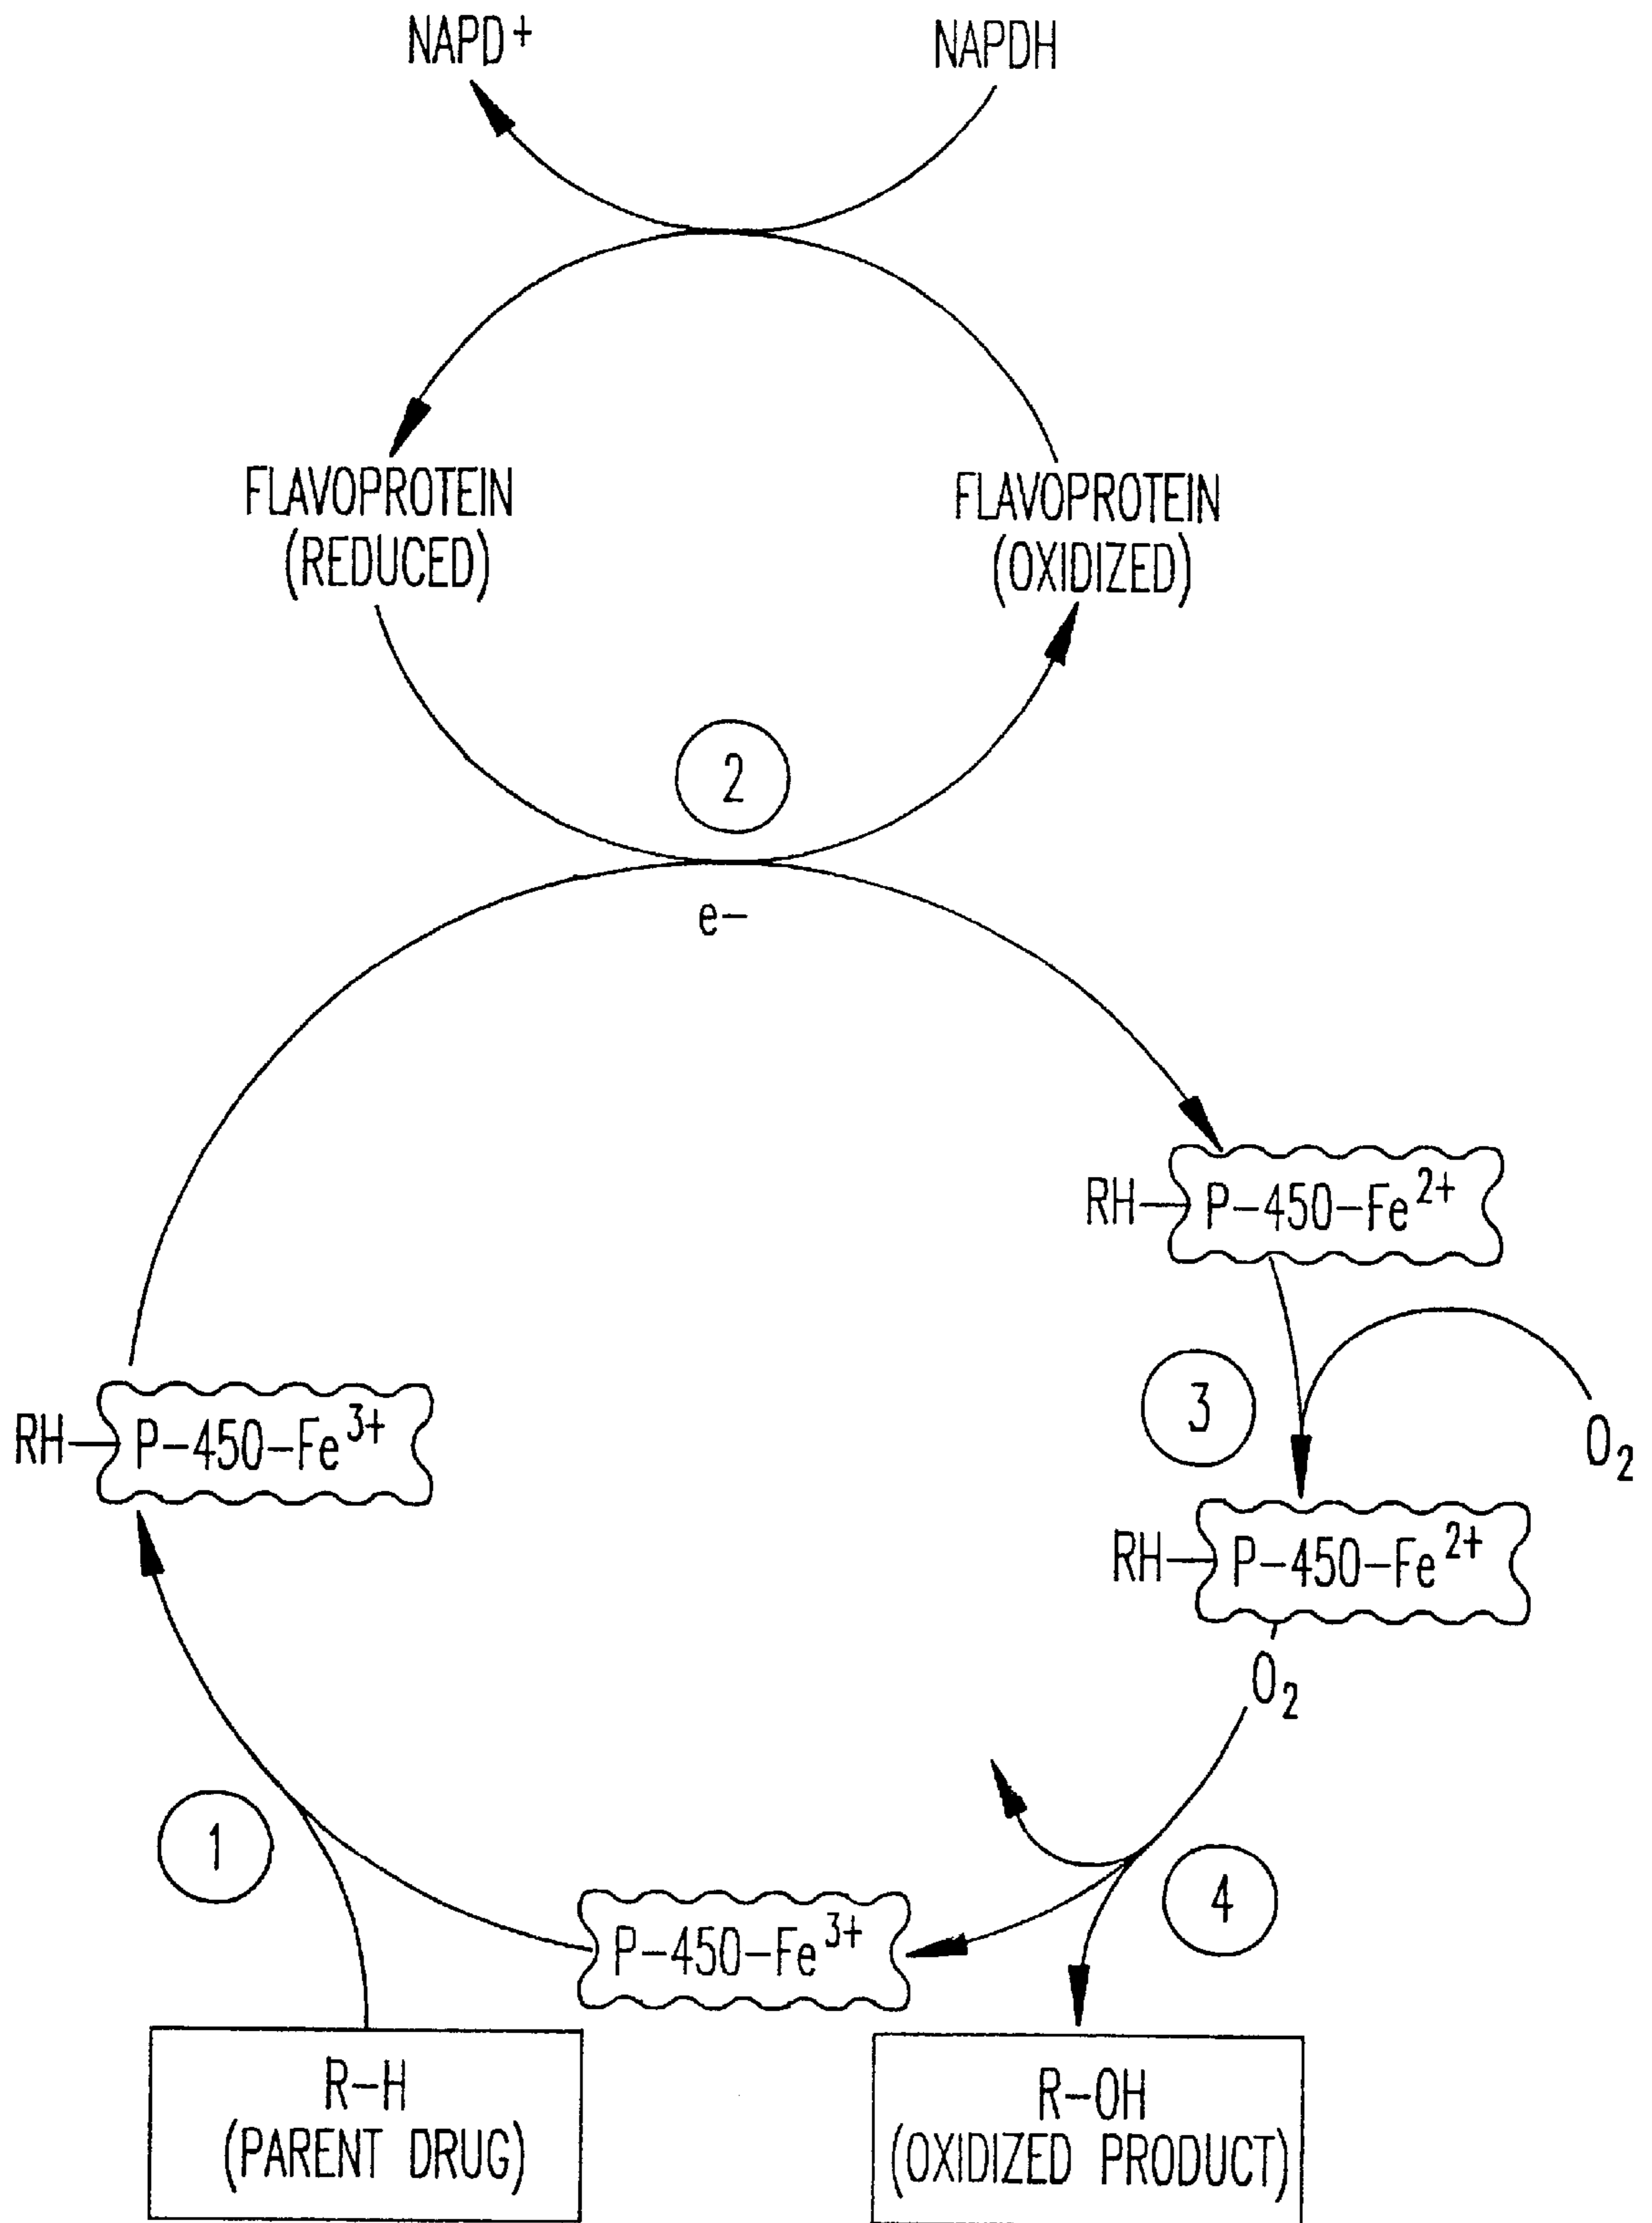 NAPD+
NAPDH
FLAVOPROTEIN
(REDUCED)
FLAVOPROTEIN
(OXIDIZED)
2
e-
RH-P-450-Fe2+
3
O2
RH-P-450-Fe3+
RH-P-450-Fe2+
O2
1
4
P-450-Fe3+
R-H
(PARENT DRUG)
R-OH
(OXIDIZED PRODUCT)